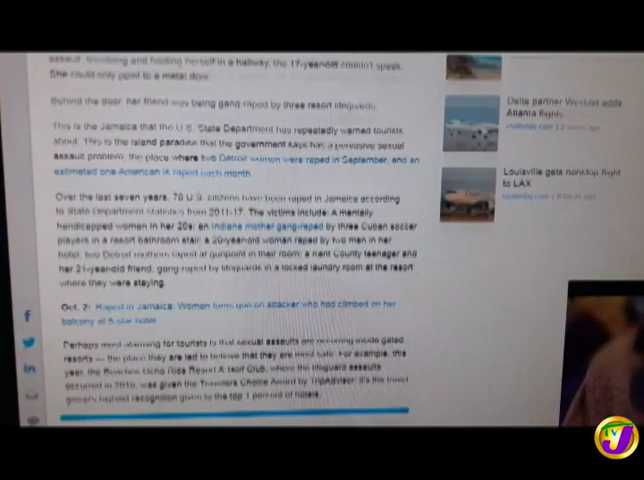 assault, trembling and holding herself in a hallway, the 17-year-old couldn't speak.
She could only point to a metal door.
Behind the door, her friend was being gang-raped by three resort lifeguards.
This is the Jamaica that the U.S. State Department has repeatedly warned tourists
about. This is the island paradise that the government says has a pervasive sexual
assault problem, the place where two Detroit women were raped in September, and an
estimated one American is raped each month.
Over the last seven years, 78 U.S. citizens have been raped in Jamaica according
to State Department statistics from 2011-17. The victims include: A mentally
handicapped women in her 20s; an Indiana mother gang-raped by three Cuban soccer
players in a resort bathroom stall; a 20-year-old woman raped by two men in her
hotel; two Detroit mothers raped at gunpoint in their room; a Kent County teenager and
her 21-year-old friend, gang-raped by lifeguards in a locked laundry room at the resort
where they were staying.
Oct. 2: Raped in Jamaica: Woman turns gun on attacker who had climbed on her
balcony at 5-star hotel
Perhaps most alarming for tourists is that sexual assaults are occurring inside gated
resorts — the place they are led to believe that they are most safe. For example, this
year, the Beaches Ocho Rios Resort & Golf Club, where the lifeguard assaults
occurred in 2015, was given the Travelers Choice Award by TripAdvisor. It's the travel
group's highest recognition given to the top 1 percent of hotels.
Delta partner WestJet adds
Atlanta flights
Louisville gets nonstop flight
to LAX
f
in
TVJ